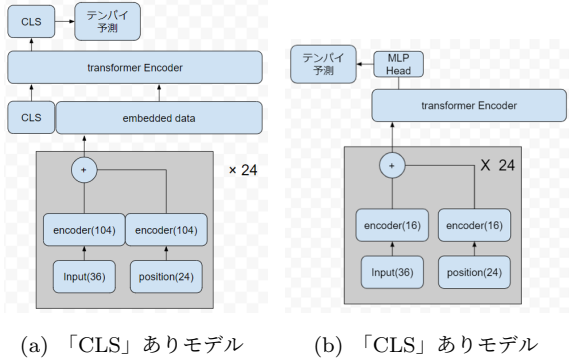 CLS
テンパイ
予測
transformer Encoder
CLS
embedded data
+
× 24
encoder(104)
encoder(104)
Input(36)
position(24)
(a) 「CLS」ありモデル
テンパイ
予測
MLP
Head
transformer Encoder
+
X 24
encoder(16)
encoder(16)
Input(36)
position(24)
(b) 「CLS」ありモデル